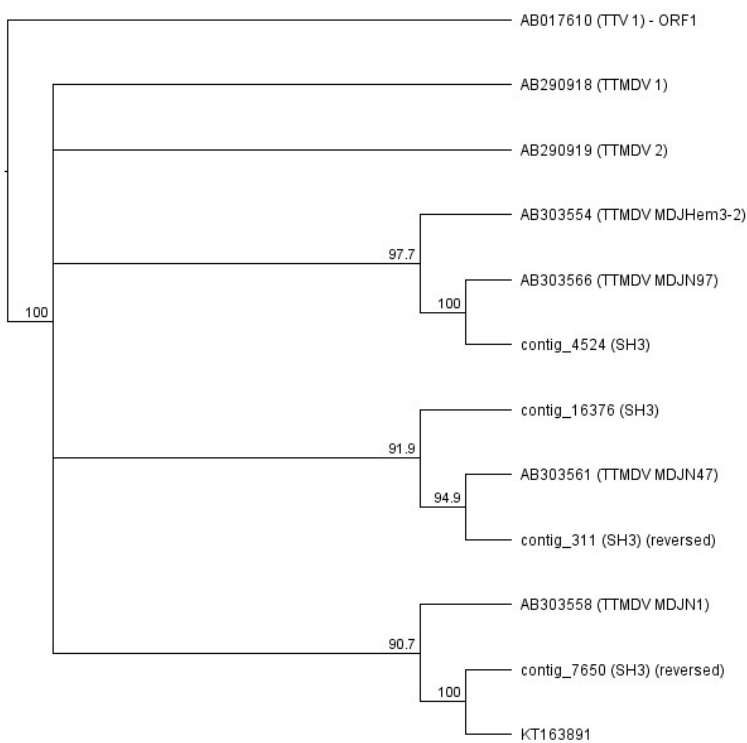 AB017610 (TTV 1) - ORF1
AB290918 (TTMDV 1)
AB290919 (TTMDV 2)
AB303554 (TTMDV MDJHem3-2)
97.7
AB303566 (TTMDV MDJN97)
100
100
contig_4524 (SH3)
contig_16376 (SH3)
91.9
AB303561 (TTMDV MDJN47)
94.9
contig_311 (SH3) (reversed)
AB303558 (TTMDV MDJN1)
90.7
contig_7650 (SH3) (reversed)
100
KT163891